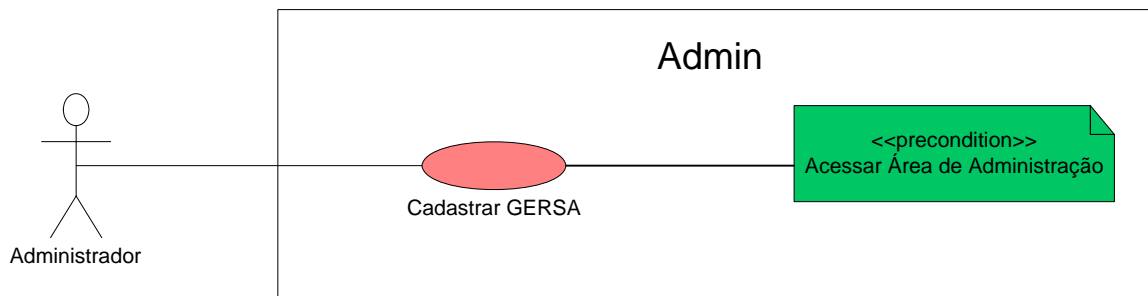 Admin
<<precondition>>
Acessar Área de Administração
Cadastrar GERSA
Administrador